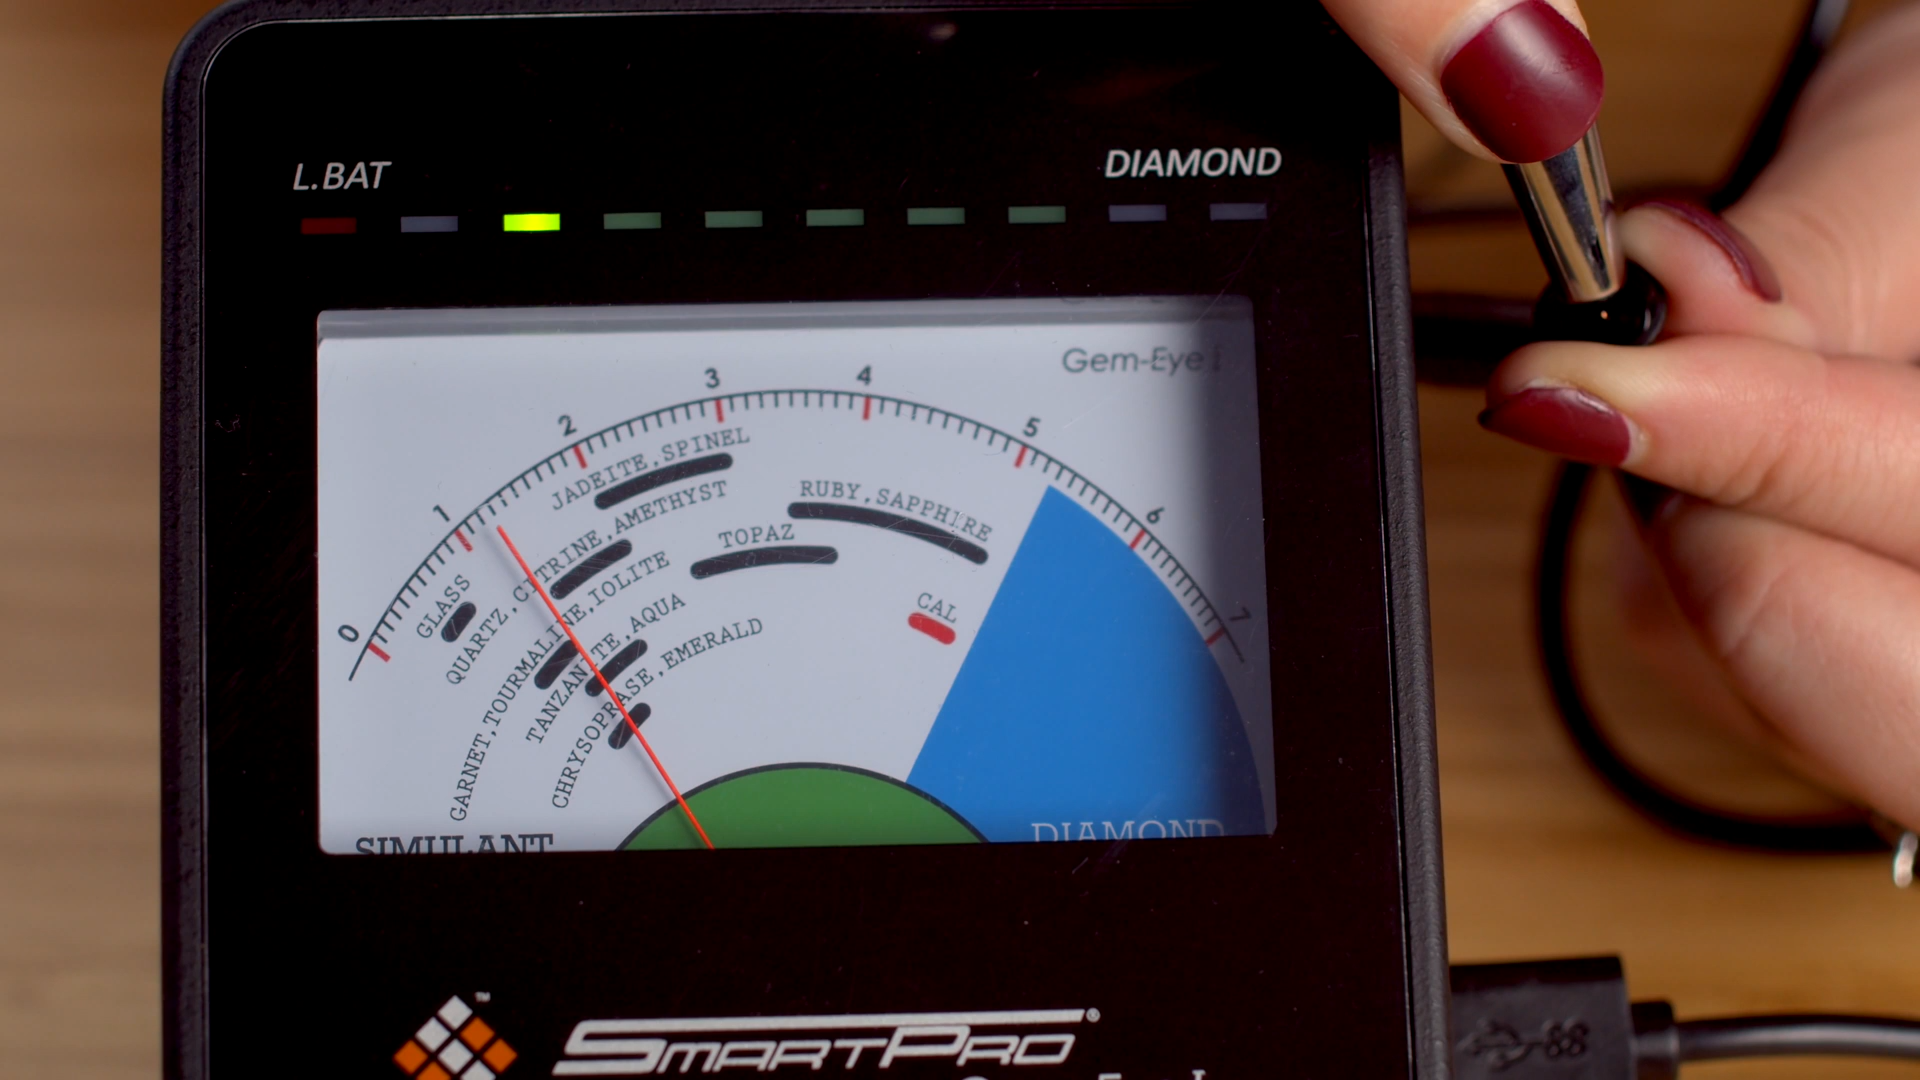 L.BAT DIAMOND
Gem-Eye I
0 1 2 3 4 5 6 7
JADEITE,SPINEL
RUBY,SAPPHIRE
QUARTZ,CITRINE,AMETHYST
TOPAZ
GLASS
GARNET,TOURMALINE,IOLITE
TANZANITE,AQUA
CAL
CHRYSOPRASE,EMERALD
SIMULANT DIAMOND
™
SMARTPRO®